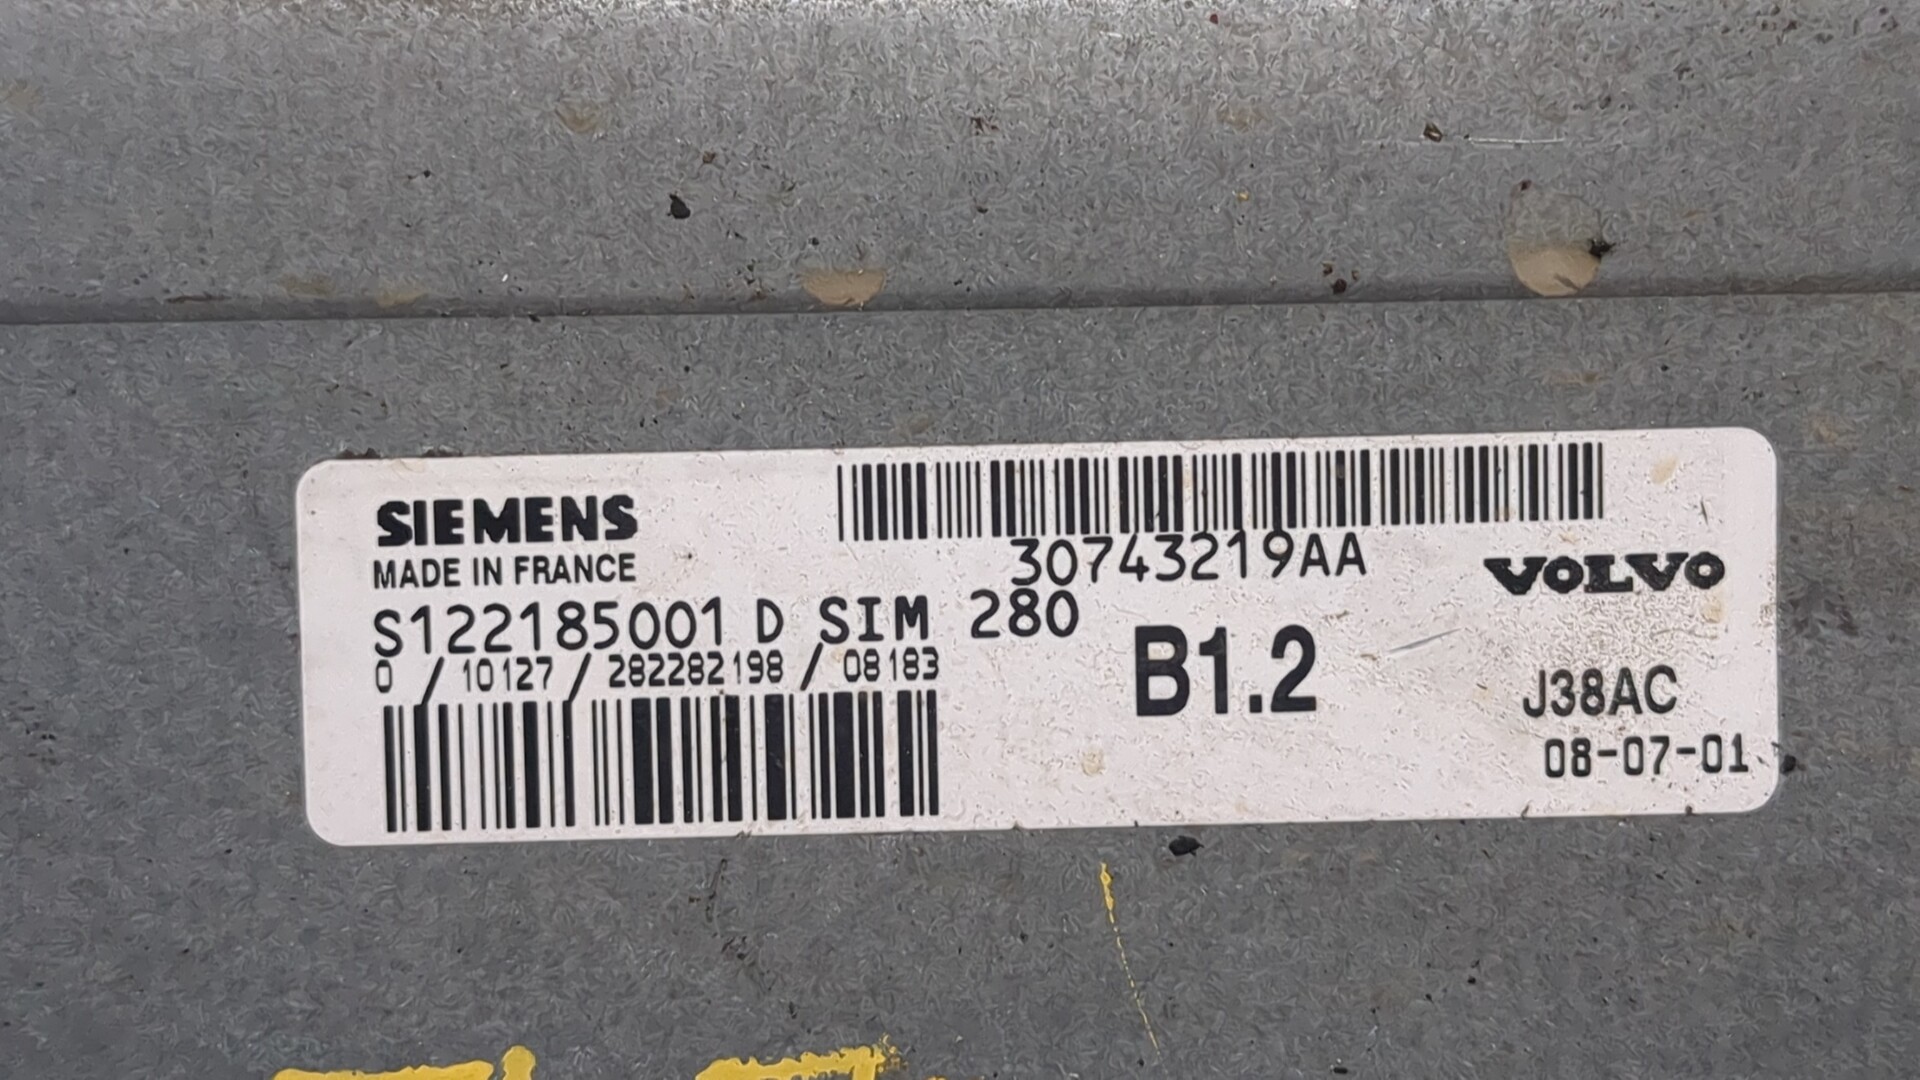 SIEMENS
MADE IN FRANCE
30743219AA
VOLVO
S122185001 D SIM 280
0 / 10127 / 282282198 / 08183
B1.2
J38AC
08-07-01